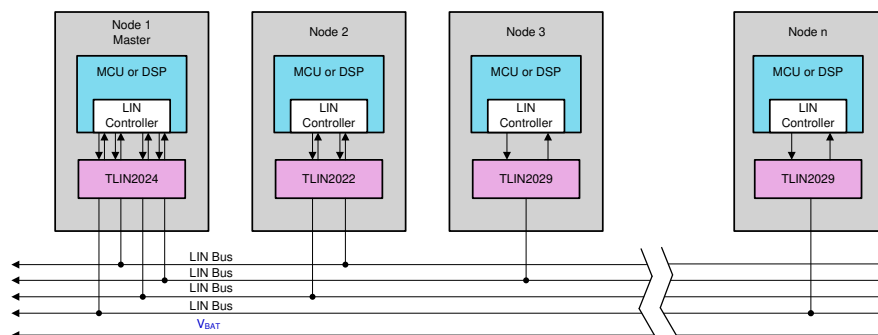 Node 1
Master
MCU or DSP
LIN
Controller
TLIN2024
Node 2
MCU or DSP
LIN
Controller
TLIN2022
Node 3
MCU or DSP
LIN
Controller
TLIN2029
Node n
MCU or DSP
LIN
Controller
TLIN2029
LIN Bus
LIN Bus
LIN Bus
LIN Bus
VBAT